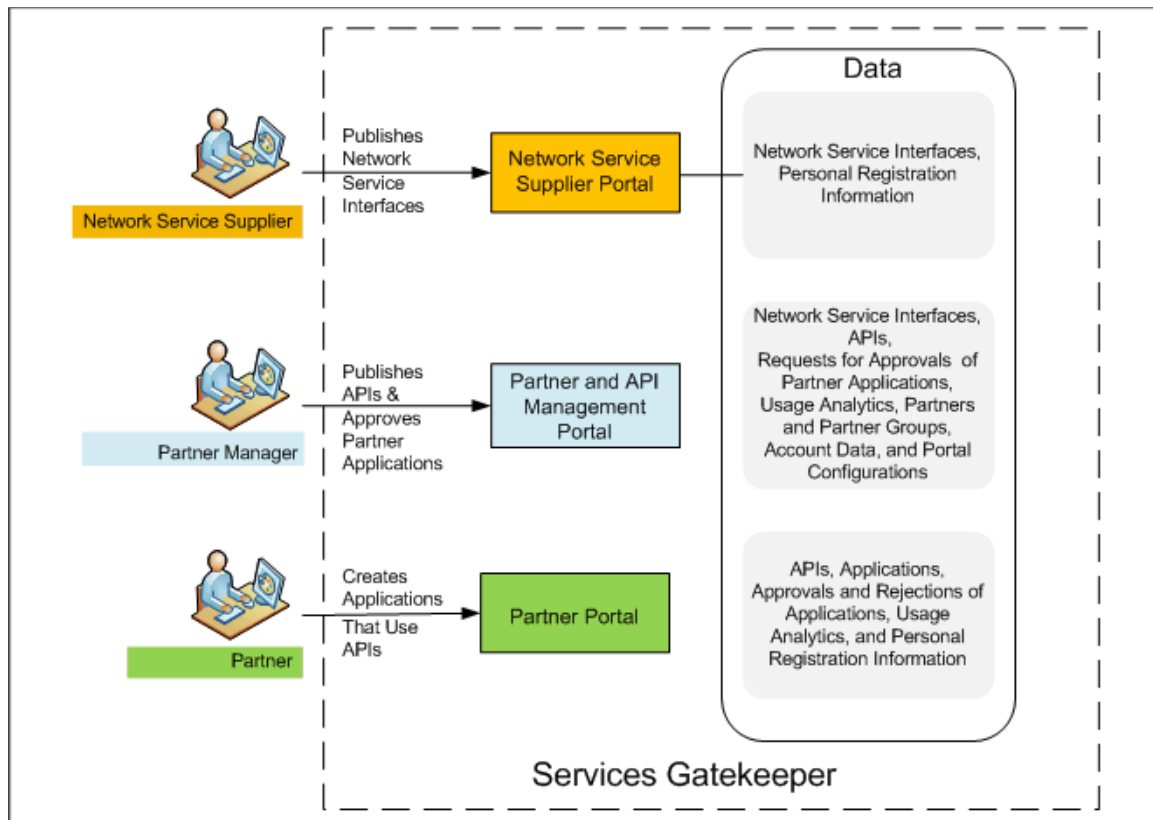 Data
Publishes
Network
Service
Interfaces
Network Service
Supplier Portal
Network Service Interfaces,
Personal Registration
Information
Network Service Supplier
Publishes
APIs &
Approves
Partner
Applications
Partner and API
Management
Portal
Network Service Interfaces,
APIs,
Requests for Approvals of
Partner Applications,
Usage Analytics, Partners
and Partner Groups,
Account Data, and Portal
Configurations
Partner Manager
Creates
Applications
That Use
APIs
Partner Portal
APIs, Applications,
Approvals and Rejections of
Applications, Usage
Analytics, and Personal
Registration Information
Partner
Services Gatekeeper